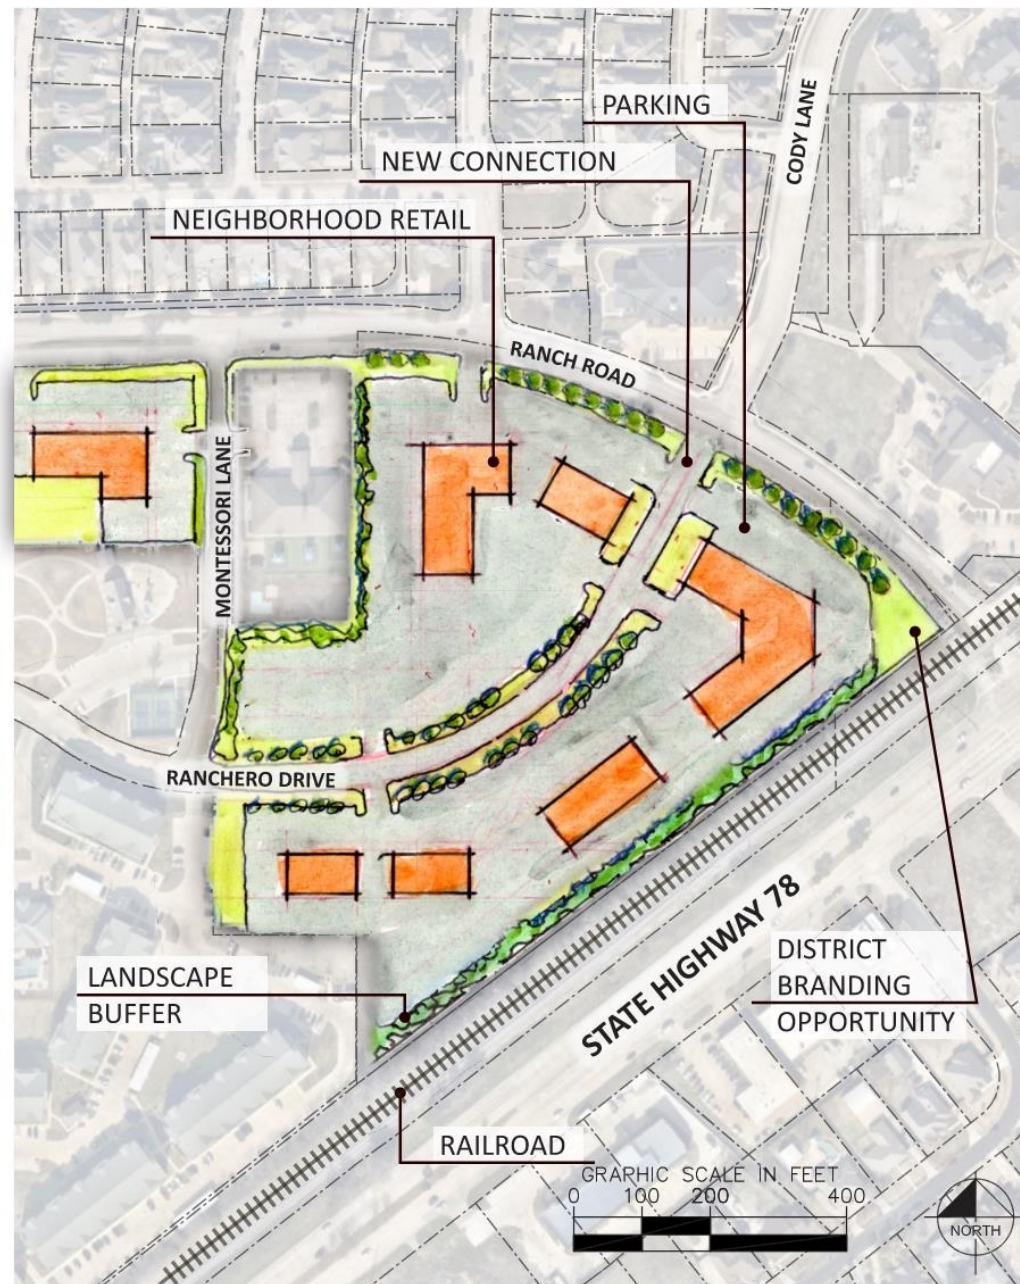 PARKING
CODY LANE
NEW CONNECTION
NEIGHBORHOOD RETAIL
RANCH ROAD
MONTESSORI LANE
RANCHERO DRIVE
STATE HIGHWAY 78
LANDSCAPE
BUFFER
DISTRICT
BRANDING
OPPORTUNITY
RAILROAD
GRAPHIC SCALE IN FEET
0 100 200 400
NORTH